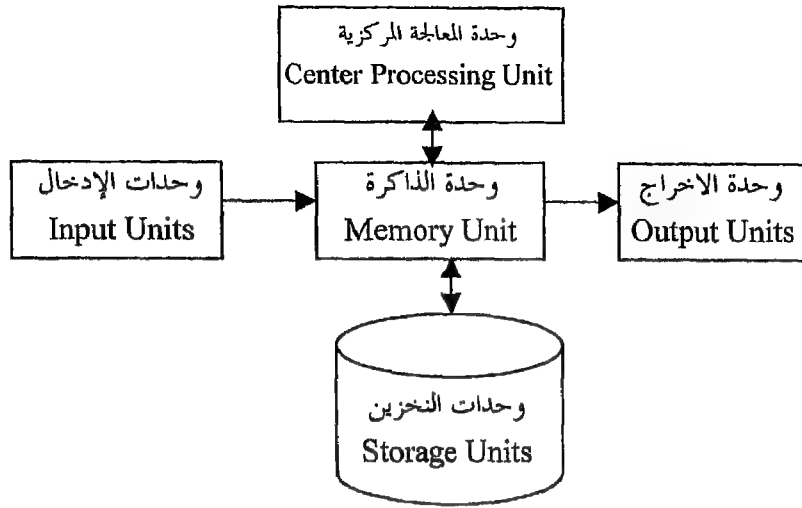 وحدة المعالجة المركزية
Center Processing Unit
وحدات الإدخال
Input Units
وحدة الذاكرة
Memory Unit
وحدة الاخراج
Output Units
وحدات التخزين
Storage Units